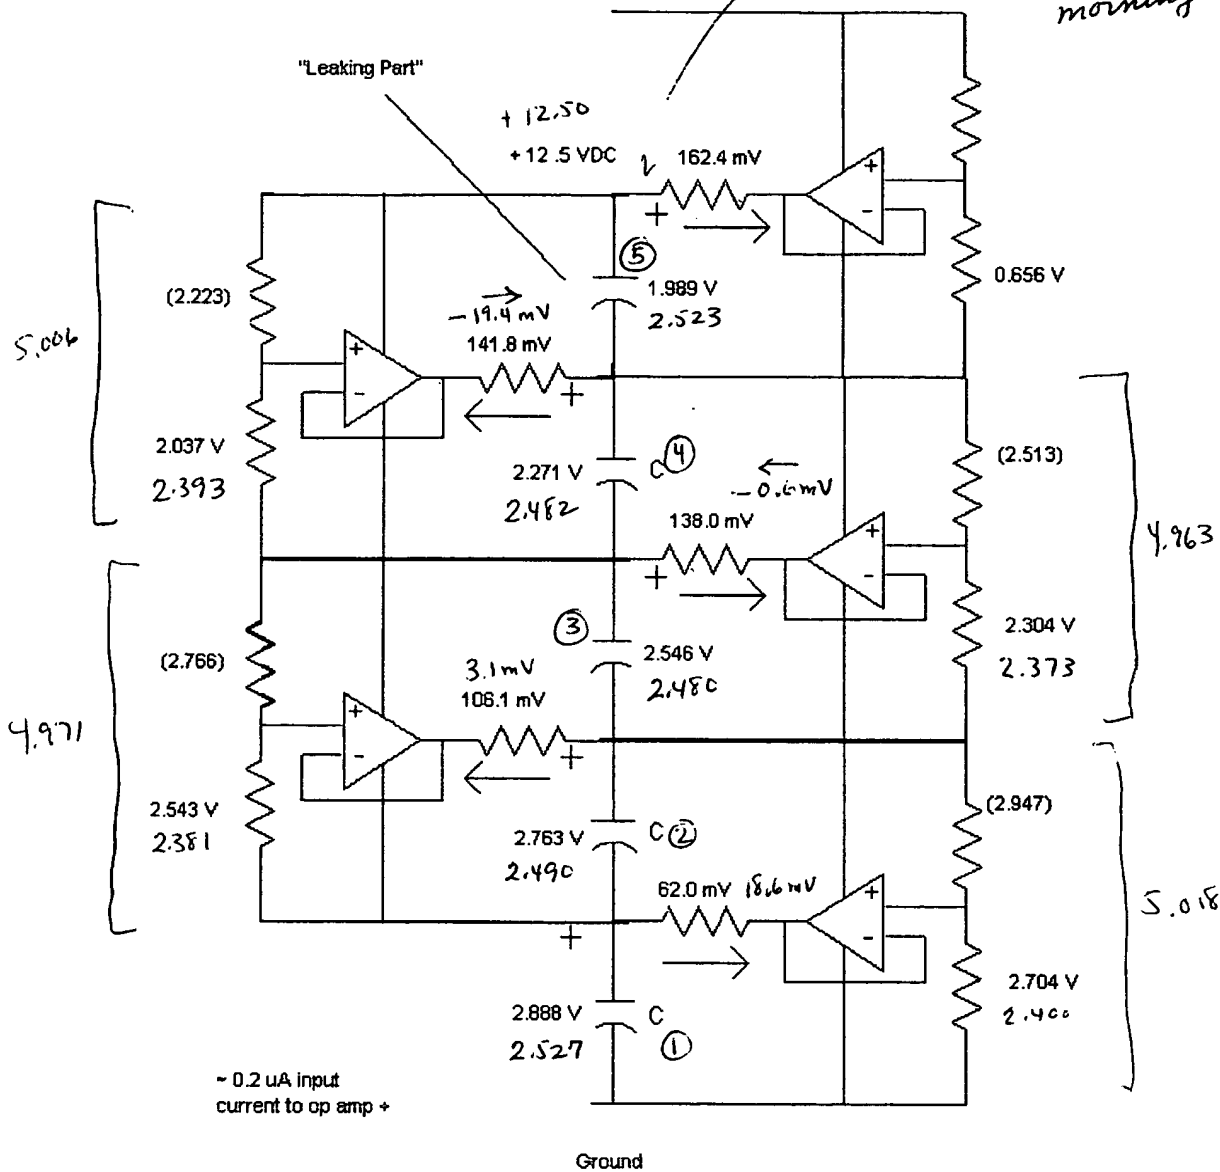 morning
"Leaking Part"
+ 12.50
+12 .5 VDC
162.4 mV
+
+
-
⑤
0.656 V
(2.223)
1.989 V
2.523
-19.4 mV
141.8 mV
5.006
+
-
+
④
(2.513)
2.037 V
2.393
2.271 V
C
2.482
-0.6mV
138.0 mV
4.963
+
+
-
③
2.304 V
2.373
(2.766)
2.546 V
2.480
3.1mV
106.1 mV
4.971
+
-
+
2.543 V
2.381
2.763 V
C ②
2.490
(2.947)
62.0 mV 18.6 mV
5.018
+
+
-
2.704 V
2.400
2.888 V
C
2.527
①
~ 0.2 uA input
current to op amp +
Ground